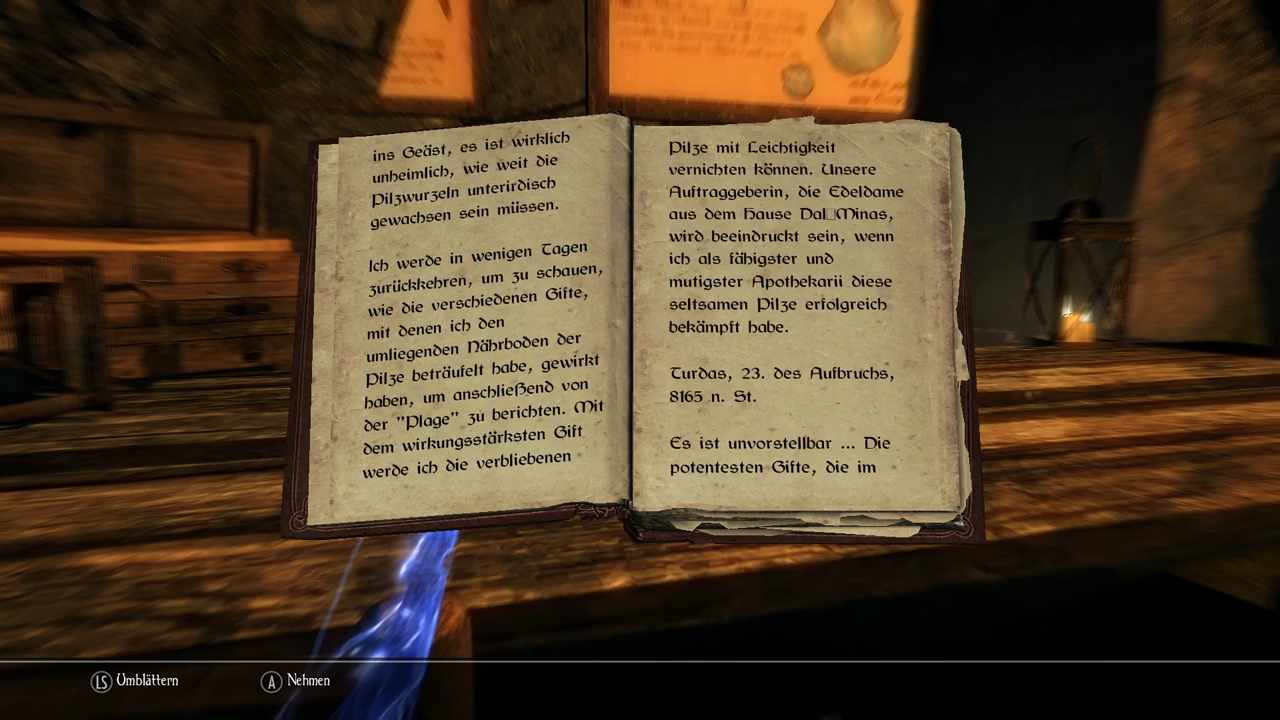 ins Geäst, es ist wirklich
unheimlich, wie weit die
Pilzwurzeln unterirdisch
gewachsen sein müssen.
Ich werde in wenigen Tagen
zurückkehren, um zu schauen,
wie die verschiedenen Gifte,
mit denen ich den
umliegenden Nährboden der
Pilze beträufelt habe, gewirkt
haben, um anschließend von
der "Plage" zu berichten. Mit
dem wirkungsstärksten Gift
werde ich die verbliebenen
Pilze mit Leichtigkeit
vernichten können. Unsere
Auftraggeberin, die Edeldame
aus dem Hause Dal□Minas,
wird beeindruckt sein, wenn
ich als fähigster und
mutigster Apothekarii diese
seltsamen Pilze erfolgreich
bekämpft habe.
Turdas, 23. des Aufbruchs,
8165 n. St.
Es ist unvorstellbar ... Die
potentesten Gifte, die im
LS Umblättern
A Nehmen